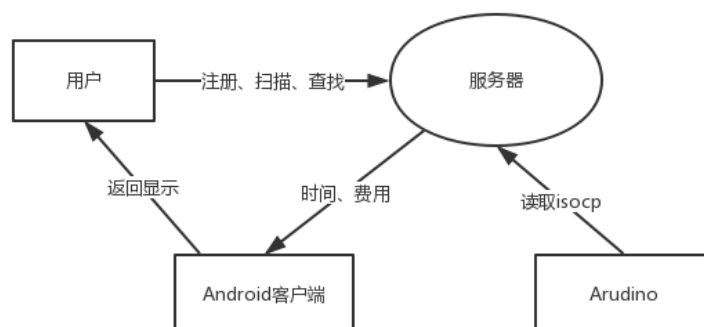 用户
注册、扫描、查找
服务器
返回显示
时间、费用
读取isocp
Android客户端
Arudino